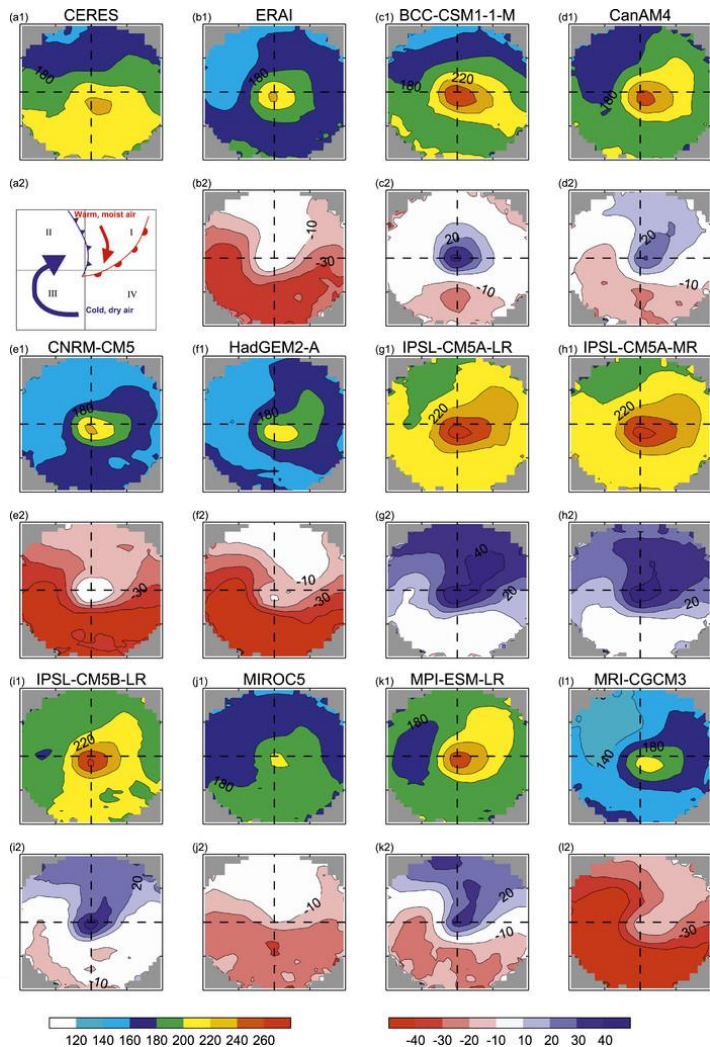 CERES ERAI BCC-CSM1-1-M CanAM4
(a1) (b1) (c1) (d1)
180 180 180 220 180
(a2) (b2) (c2) (d2)
Warm, moist air
II I
III IV
Cold, dry air
-10 -30 20 -10 20 -10
CNRM-CM5 HadGEM2-A IPSL-CM5A-LR IPSL-CM5A-MR
(e1) (f1) (g1) (h1)
180 180 220 220
(e2) (f2) (g2) (h2)
-30 -10 -30 40 20 20
IPSL-CM5B-LR MIROC5 MPI-ESM-LR MRI-CGCM3
(i1) (j1) (k1) (l1)
220 180 180 140 180
(i2) (j2) (k2) (l2)
20 -10 -10 20 -10 -30
120 140 160 180 200 220 240 260 -40 -30 -20 -10 10 20 30 40